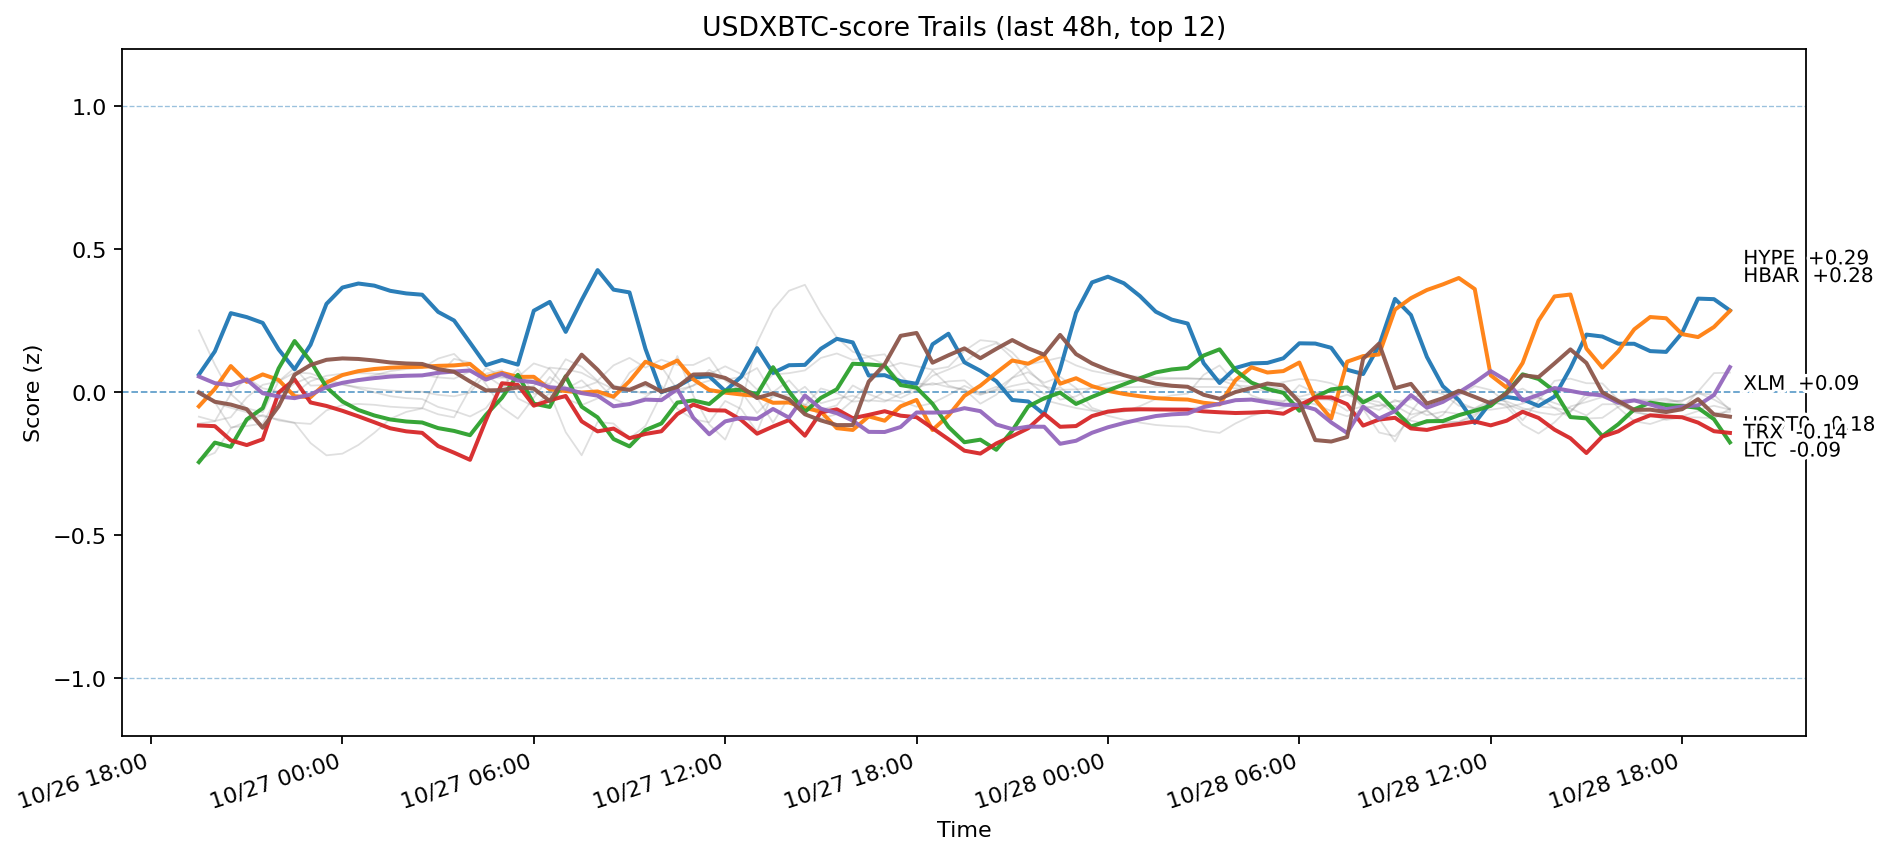 USDXBTC-score Trails (last 48h, top 12)
Score (z)
1.0
0.5
0.0
−0.5
−1.0
HYPE +0.29
HBAR +0.28
XLM +0.09
TRX -0.14
LTC -0.09
10/26 18:00
10/27 00:00
10/27 06:00
10/27 12:00
10/27 18:00
10/28 00:00
10/28 06:00
10/28 12:00
10/28 18:00
Time